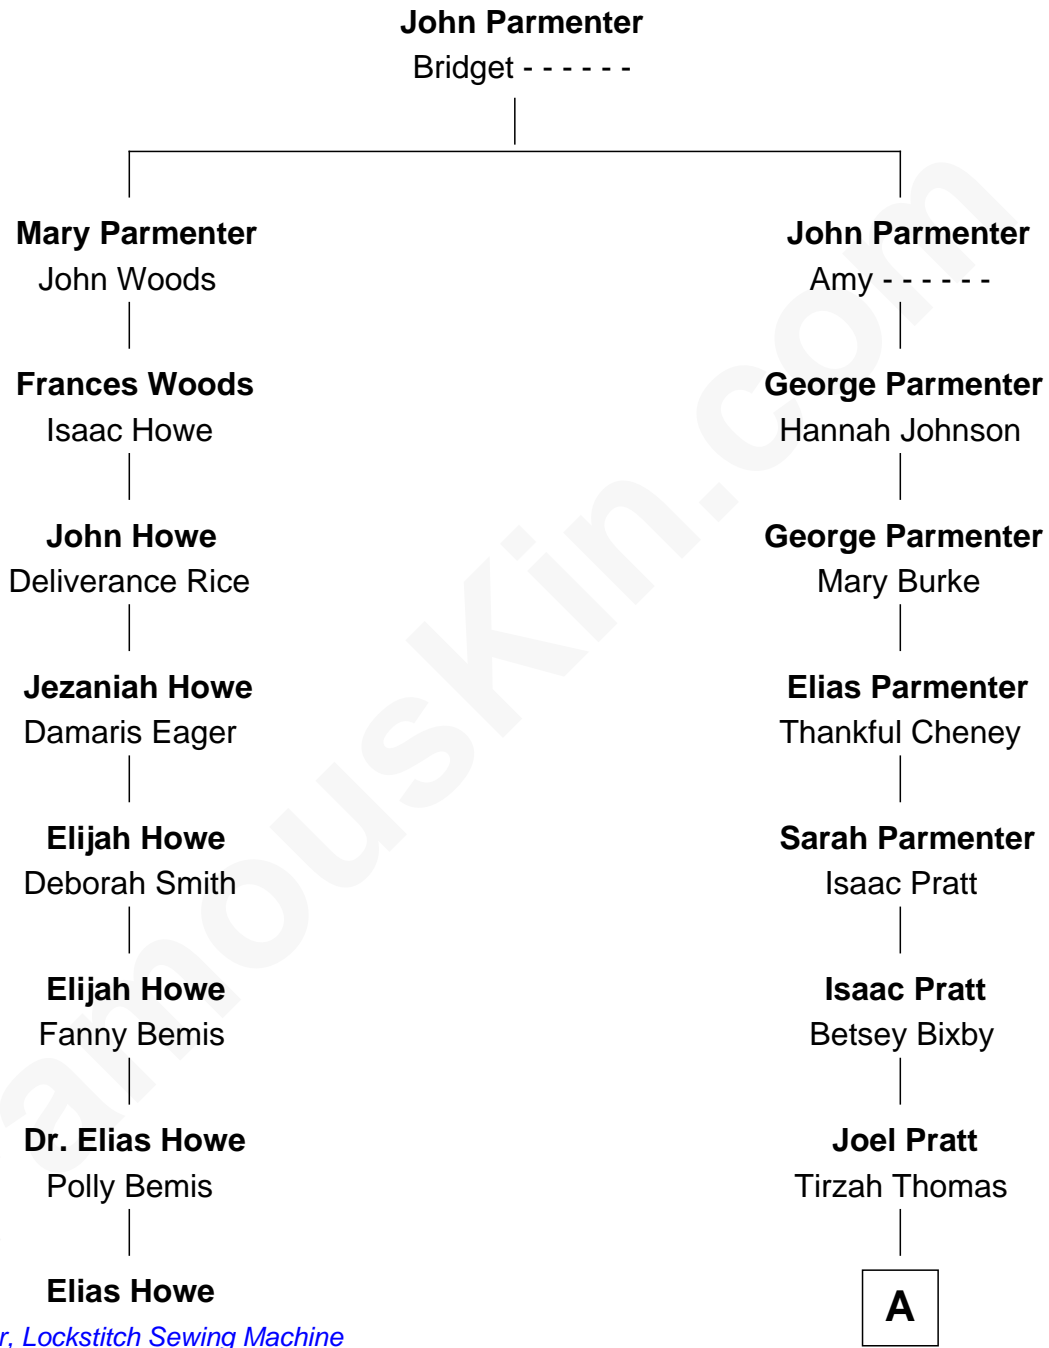 John Parmenter
Bridget - - - - - -
Mary Parmenter
John Parmenter
John Woods
Amy - - - - - -
Frances Woods
George Parmenter
Isaac Howe
Hannah Johnson
John Howe
George Parmenter
Deliverance Rice
Mary Burke
Jezaniah Howe
Elias Parmenter
Damaris Eager
Thankful Cheney
Elijah Howe
Sarah Parmenter
Deborah Smith
Isaac Pratt
Elijah Howe
Isaac Pratt
Fanny Bemis
Betsey Bixby
Dr. Elias Howe
Joel Pratt
Polly Bemis
Tirzah Thomas
Elias Howe
A
r, Lockstitch Sewing Machine
amouskin.com